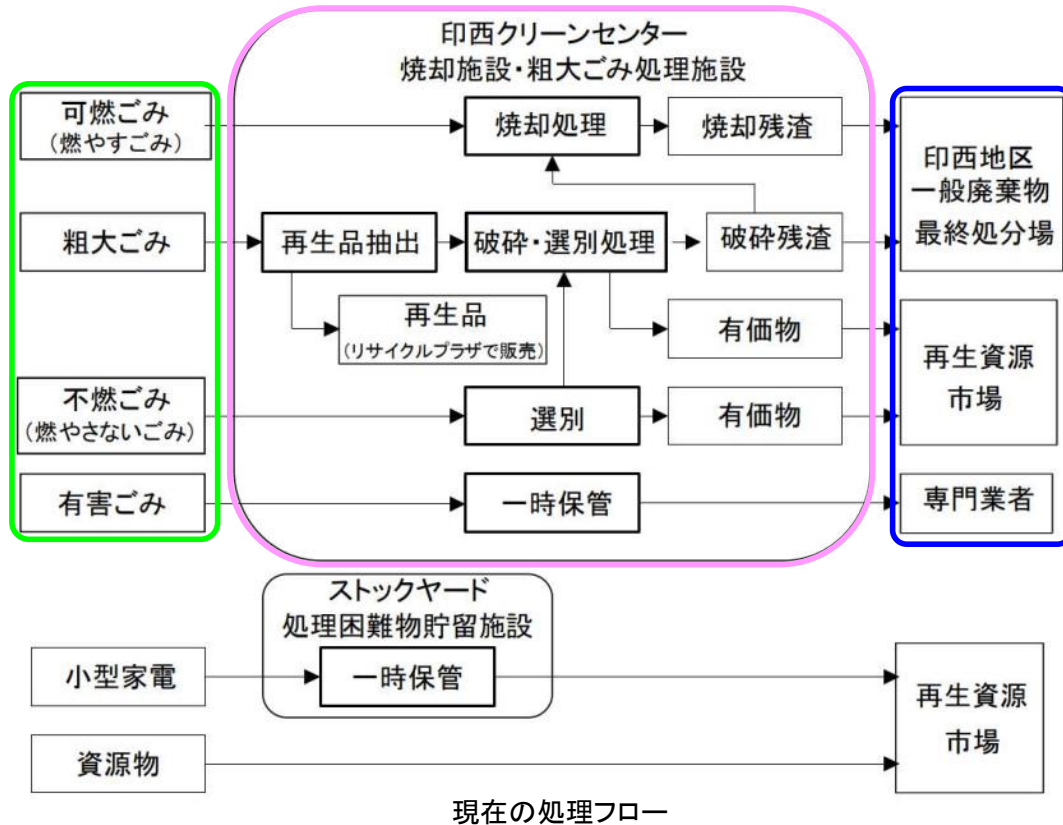 印西クリーンセンター
焼却施設・粗大ごみ処理施設
可燃ごみ
(燃やすごみ)
焼却処理
焼却残渣
印西地区
一般廃棄物
最終処分場
粗大ごみ
再生品抽出
破砕・選別処理
破砕残渣
再生品
(リサイクルプラザで販売)
有価物
再生資源
市場
不燃ごみ
(燃やさないごみ)
選別
有価物
有害ごみ
一時保管
専門業者
ストックヤード
処理困難物貯留施設
小型家電
一時保管
再生資源
市場
資源物
現在の処理フロー